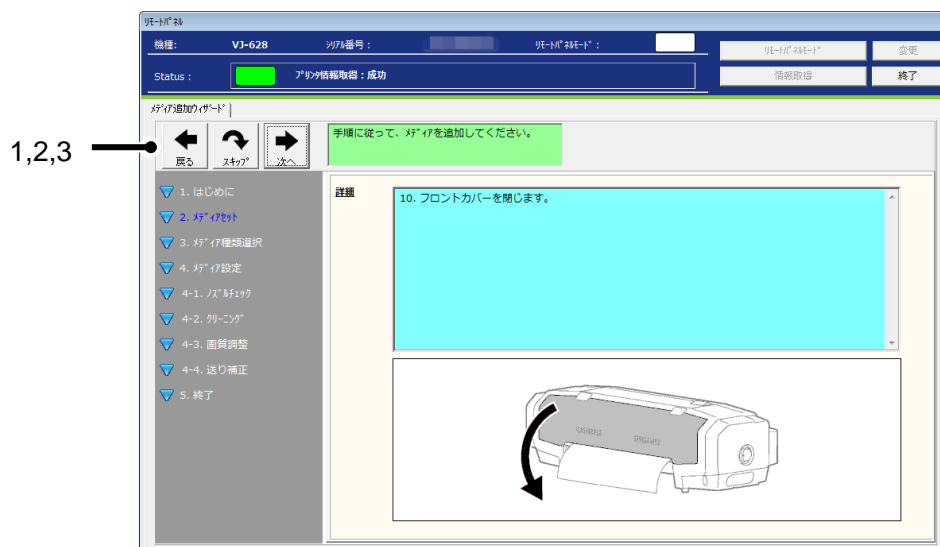 ﾘﾓｰﾄﾊﾟﾈﾙ
機種: VJ-628 ｼﾘｱﾙ番号： ﾘﾓｰﾄﾊﾟﾈﾙﾓｰﾄﾞ： ﾘﾓｰﾄﾊﾟﾈﾙﾓｰﾄﾞ 変更
Status： ﾌﾟﾘﾝﾀ情報取得：成功 情報取得 終了
ﾒﾃﾞｨｱ追加ｳｨｻﾞｰﾄﾞ
1,2,3
戻る ｽｷｯﾌﾟ 次へ
手順に従って、ﾒﾃﾞｨｱを追加してください。
1. はじめに
2. ﾒﾃﾞｨｱｾｯﾄ
3. ﾒﾃﾞｨｱ種類選択
4. ﾒﾃﾞｨｱ設定
4-1. ﾉｽﾞﾙﾁｪｯｸ
4-2. ｸﾘｰﾆﾝｸﾞ
4-3. 画質調整
4-4. 送り補正
5. 終了
詳細
10. フロントカバーを閉じます。